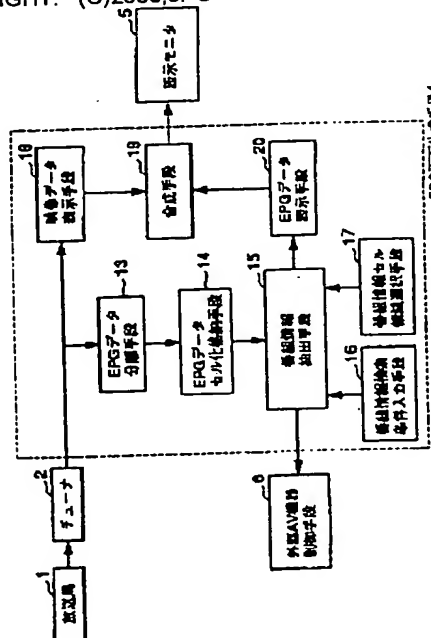 (C)2000,JPO
1
放送局
2
チューナ
18
映像データ
表示手段
19
合成手段
5
表示モニタ
13
EPGデータ
分離手段
14
EPGデータ
セル化格納手段
15
番組情報
抽出手段
20
EPGデータ
表示手段
16
番組情報検索
条件入力手段
17
番組情報セル
領域選択手段
6
外部AV機器
制御手段